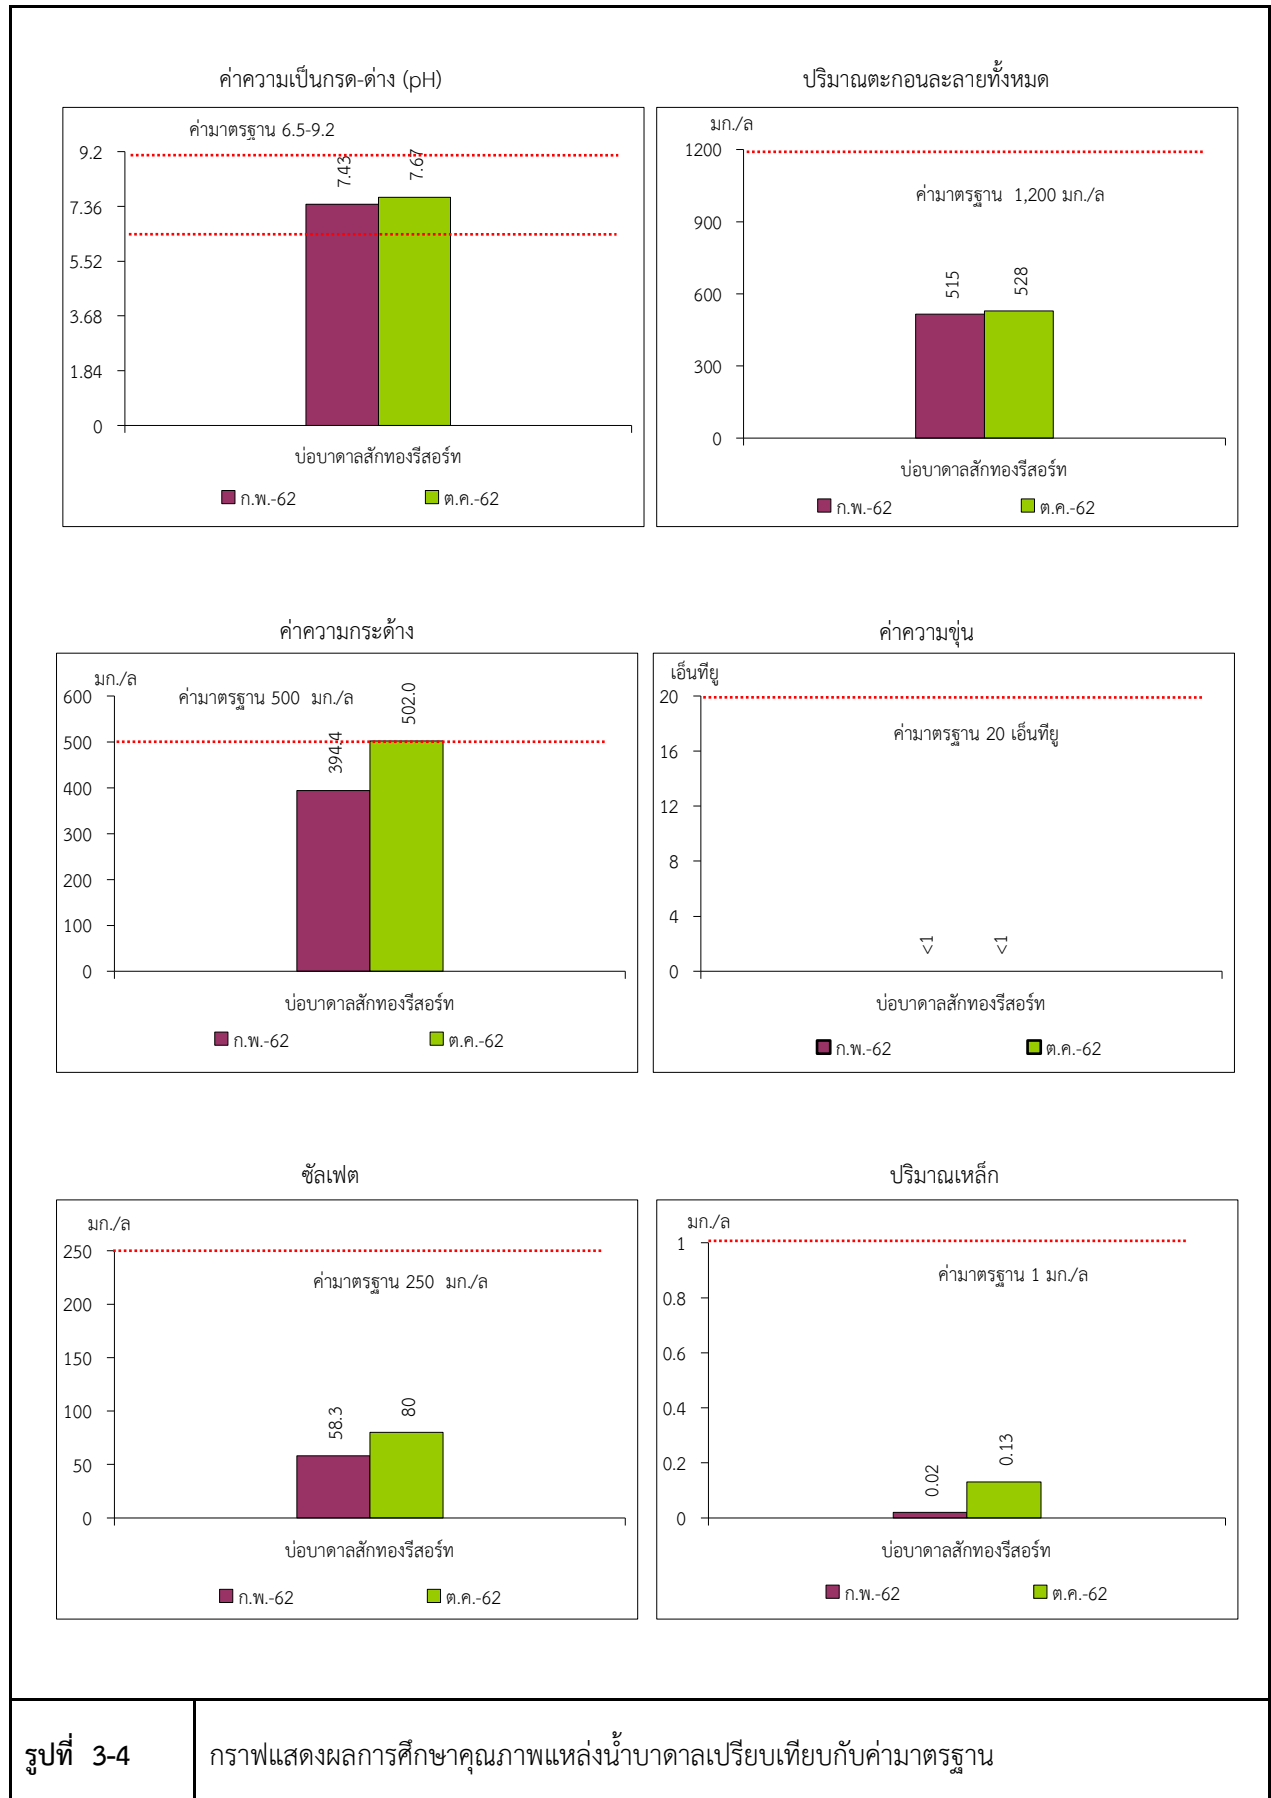 ค่าความเป็นกรด-ด่าง (pH)
ค่ามาตรฐาน 6.5-9.2
9.2
7.36
5.52
3.68
1.84
0
7.43
7.67
บ่อบาดาลสักทองรีสอร์ท
ก.พ.-62 ต.ค.-62
ปริมาณตะกอนละลายทั้งหมด
มก./ล
1200
900
600
300
0
ค่ามาตรฐาน 1,200 มก./ล
515
528
บ่อบาดาลสักทองรีสอร์ท
ก.พ.-62 ต.ค.-62
ค่าความกระด้าง
มก./ล
600
500
400
300
200
100
0
ค่ามาตรฐาน 500 มก./ล
394.4
502.0
บ่อบาดาลสักทองรีสอร์ท
ก.พ.-62 ต.ค.-62
ค่าความขุ่น
เอ็นทียู
20
16
12
8
4
0
ค่ามาตรฐาน 20 เอ็นทียู
<1
<1
บ่อบาดาลสักทองรีสอร์ท
ก.พ.-62 ต.ค.-62
ซัลเฟต
มก./ล
250
200
150
100
50
0
ค่ามาตรฐาน 250 มก./ล
58.3
80
บ่อบาดาลสักทองรีสอร์ท
ก.พ.-62 ต.ค.-62
ปริมาณเหล็ก
มก./ล
1
0.8
0.6
0.4
0.2
0
ค่ามาตรฐาน 1 มก./ล
0.02
0.13
บ่อบาดาลสักทองรีสอร์ท
ก.พ.-62 ต.ค.-62
รูปที่ 3-4 กราฟแสดงผลการศึกษาคุณภาพแหล่งน้ำบาดาลเปรียบเทียบกับค่ามาตรฐาน